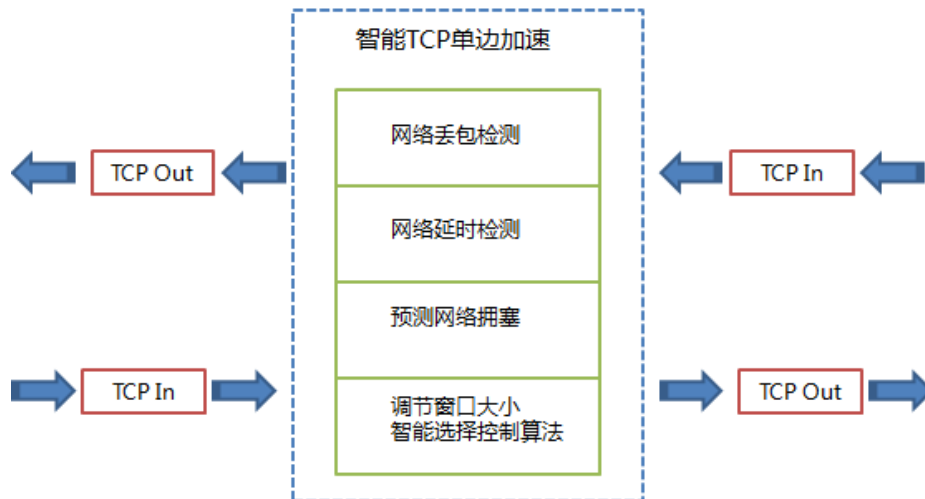 智能TCP单边加速
网络丢包检测
TCP Out
TCP In
网络延时检测
预测网络拥塞
TCP In
TCP Out
调节窗口大小
智能选择控制算法